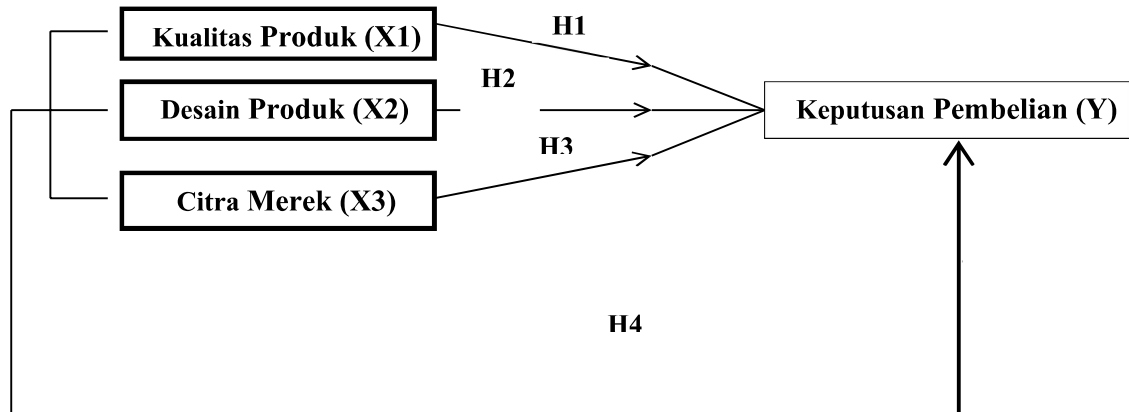 H1
Kualitas Produk (X1)
H2
Desain Produk (X2)
Keputusan Pembelian (Y)
H3
Citra Merek (X3)
H4